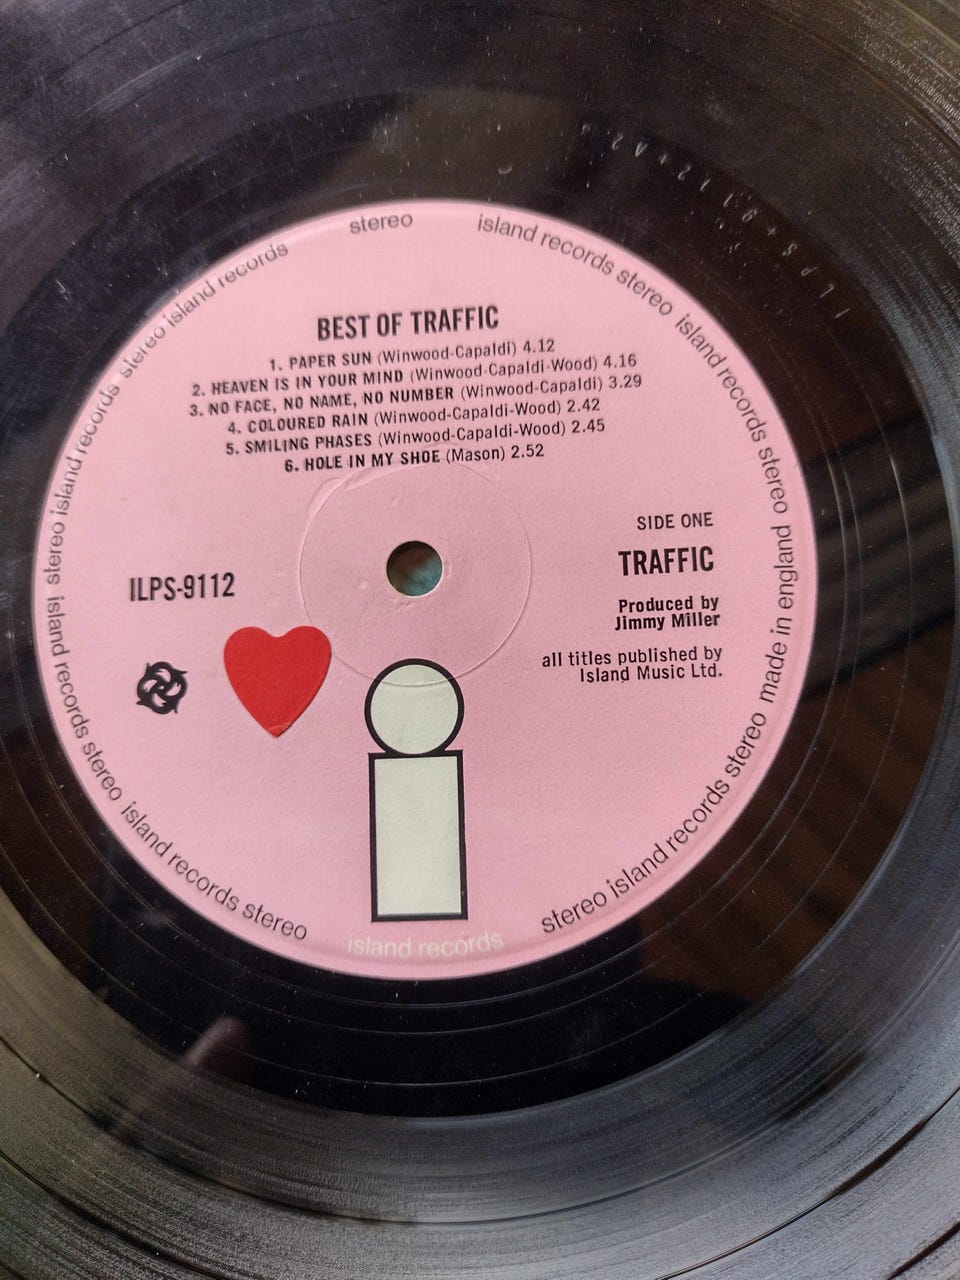 stereo
island records stereo island records stereo made in england
stereo island records stereo island records stereo island records stereo island records stereo island records
BEST OF TRAFFIC
1. PAPER SUN (Winwood-Capaldi) 4.12
2. HEAVEN IS IN YOUR MIND (Winwood-Capaldi-Wood) 4.16
3. NO FACE, NO NAME, NO NUMBER (Winwood-Capaldi) 3.29
4. COLOURED RAIN (Winwood-Capaldi-Wood) 2.42
5. SMILING PHASES (Winwood-Capaldi-Wood) 2.45
6. HOLE IN MY SHOE (Mason) 2.52
SIDE ONE
TRAFFIC
ILPS-9112
Produced by
Jimmy Miller
all titles published by
Island Music Ltd.
island records